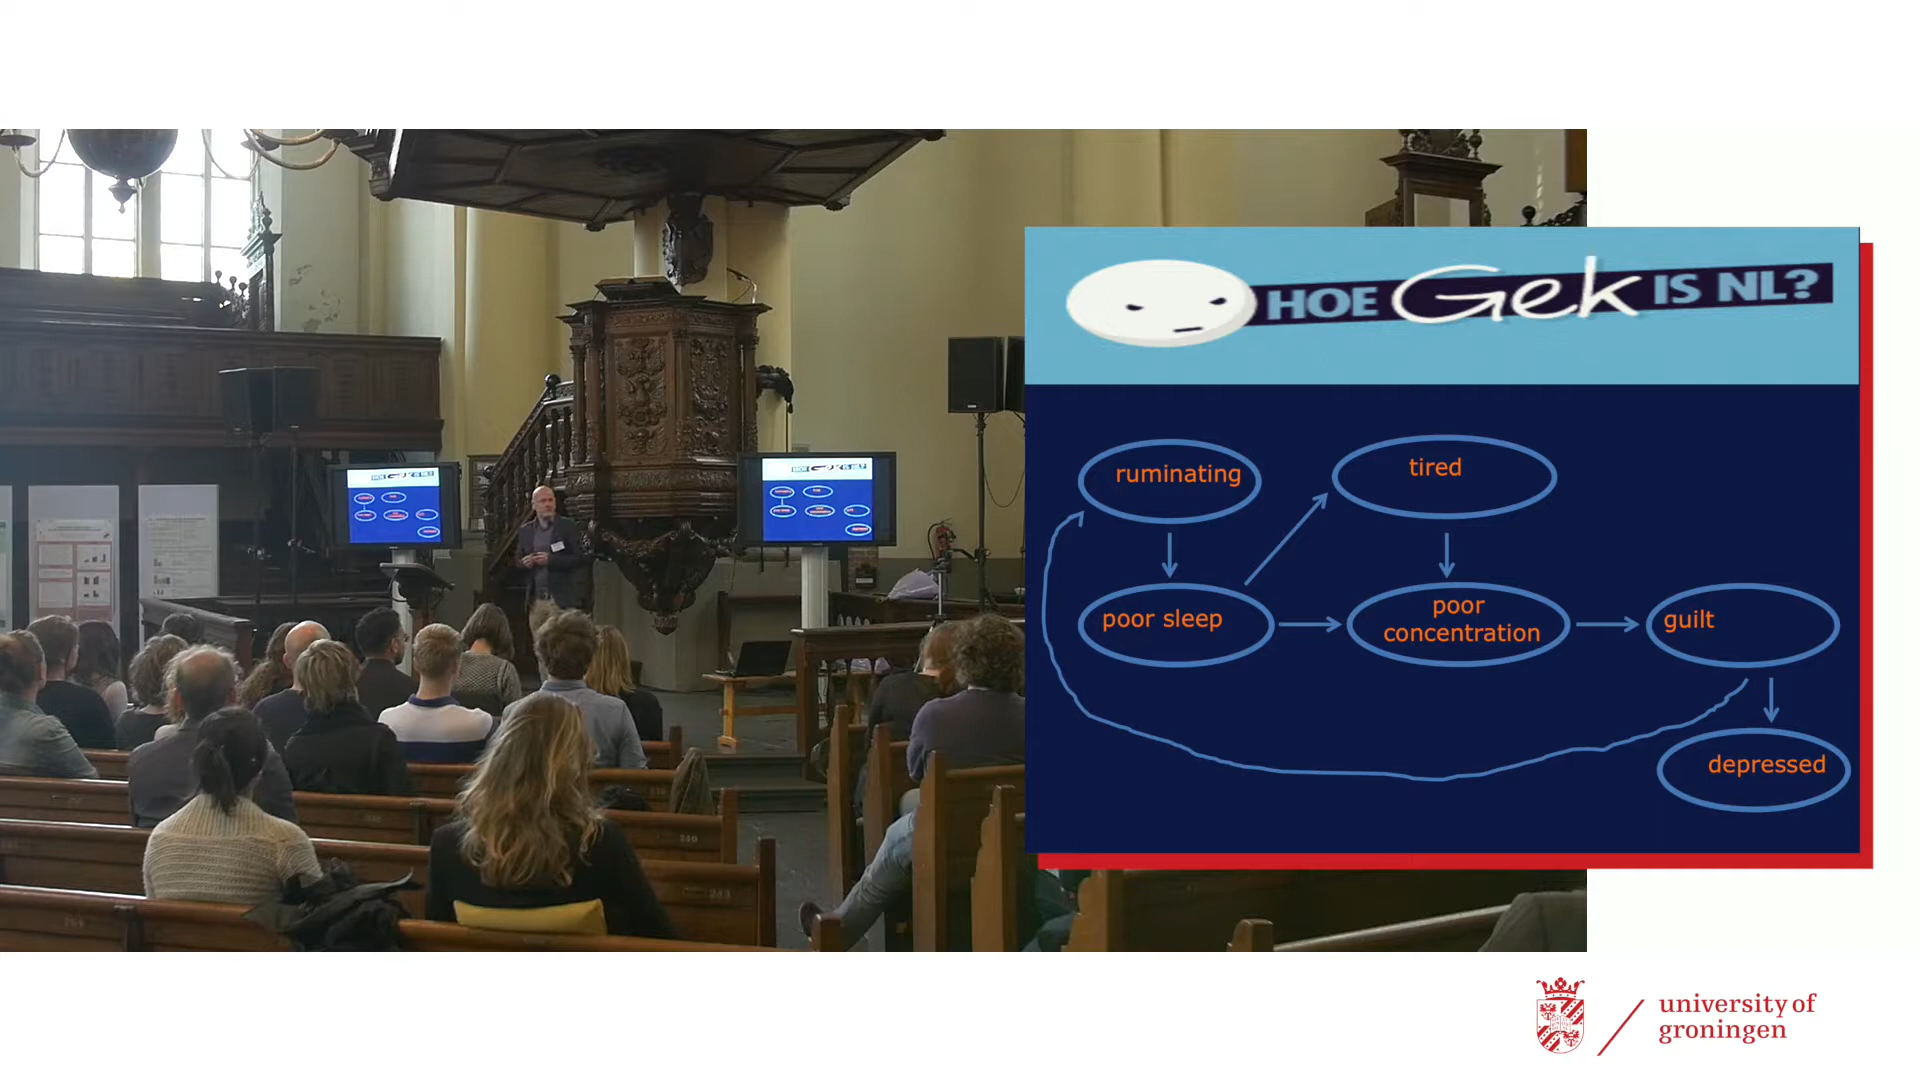 HOE Gek IS NL?
ruminating
tired
poor sleep
poor
concentration
guilt
depressed
university of
groningen